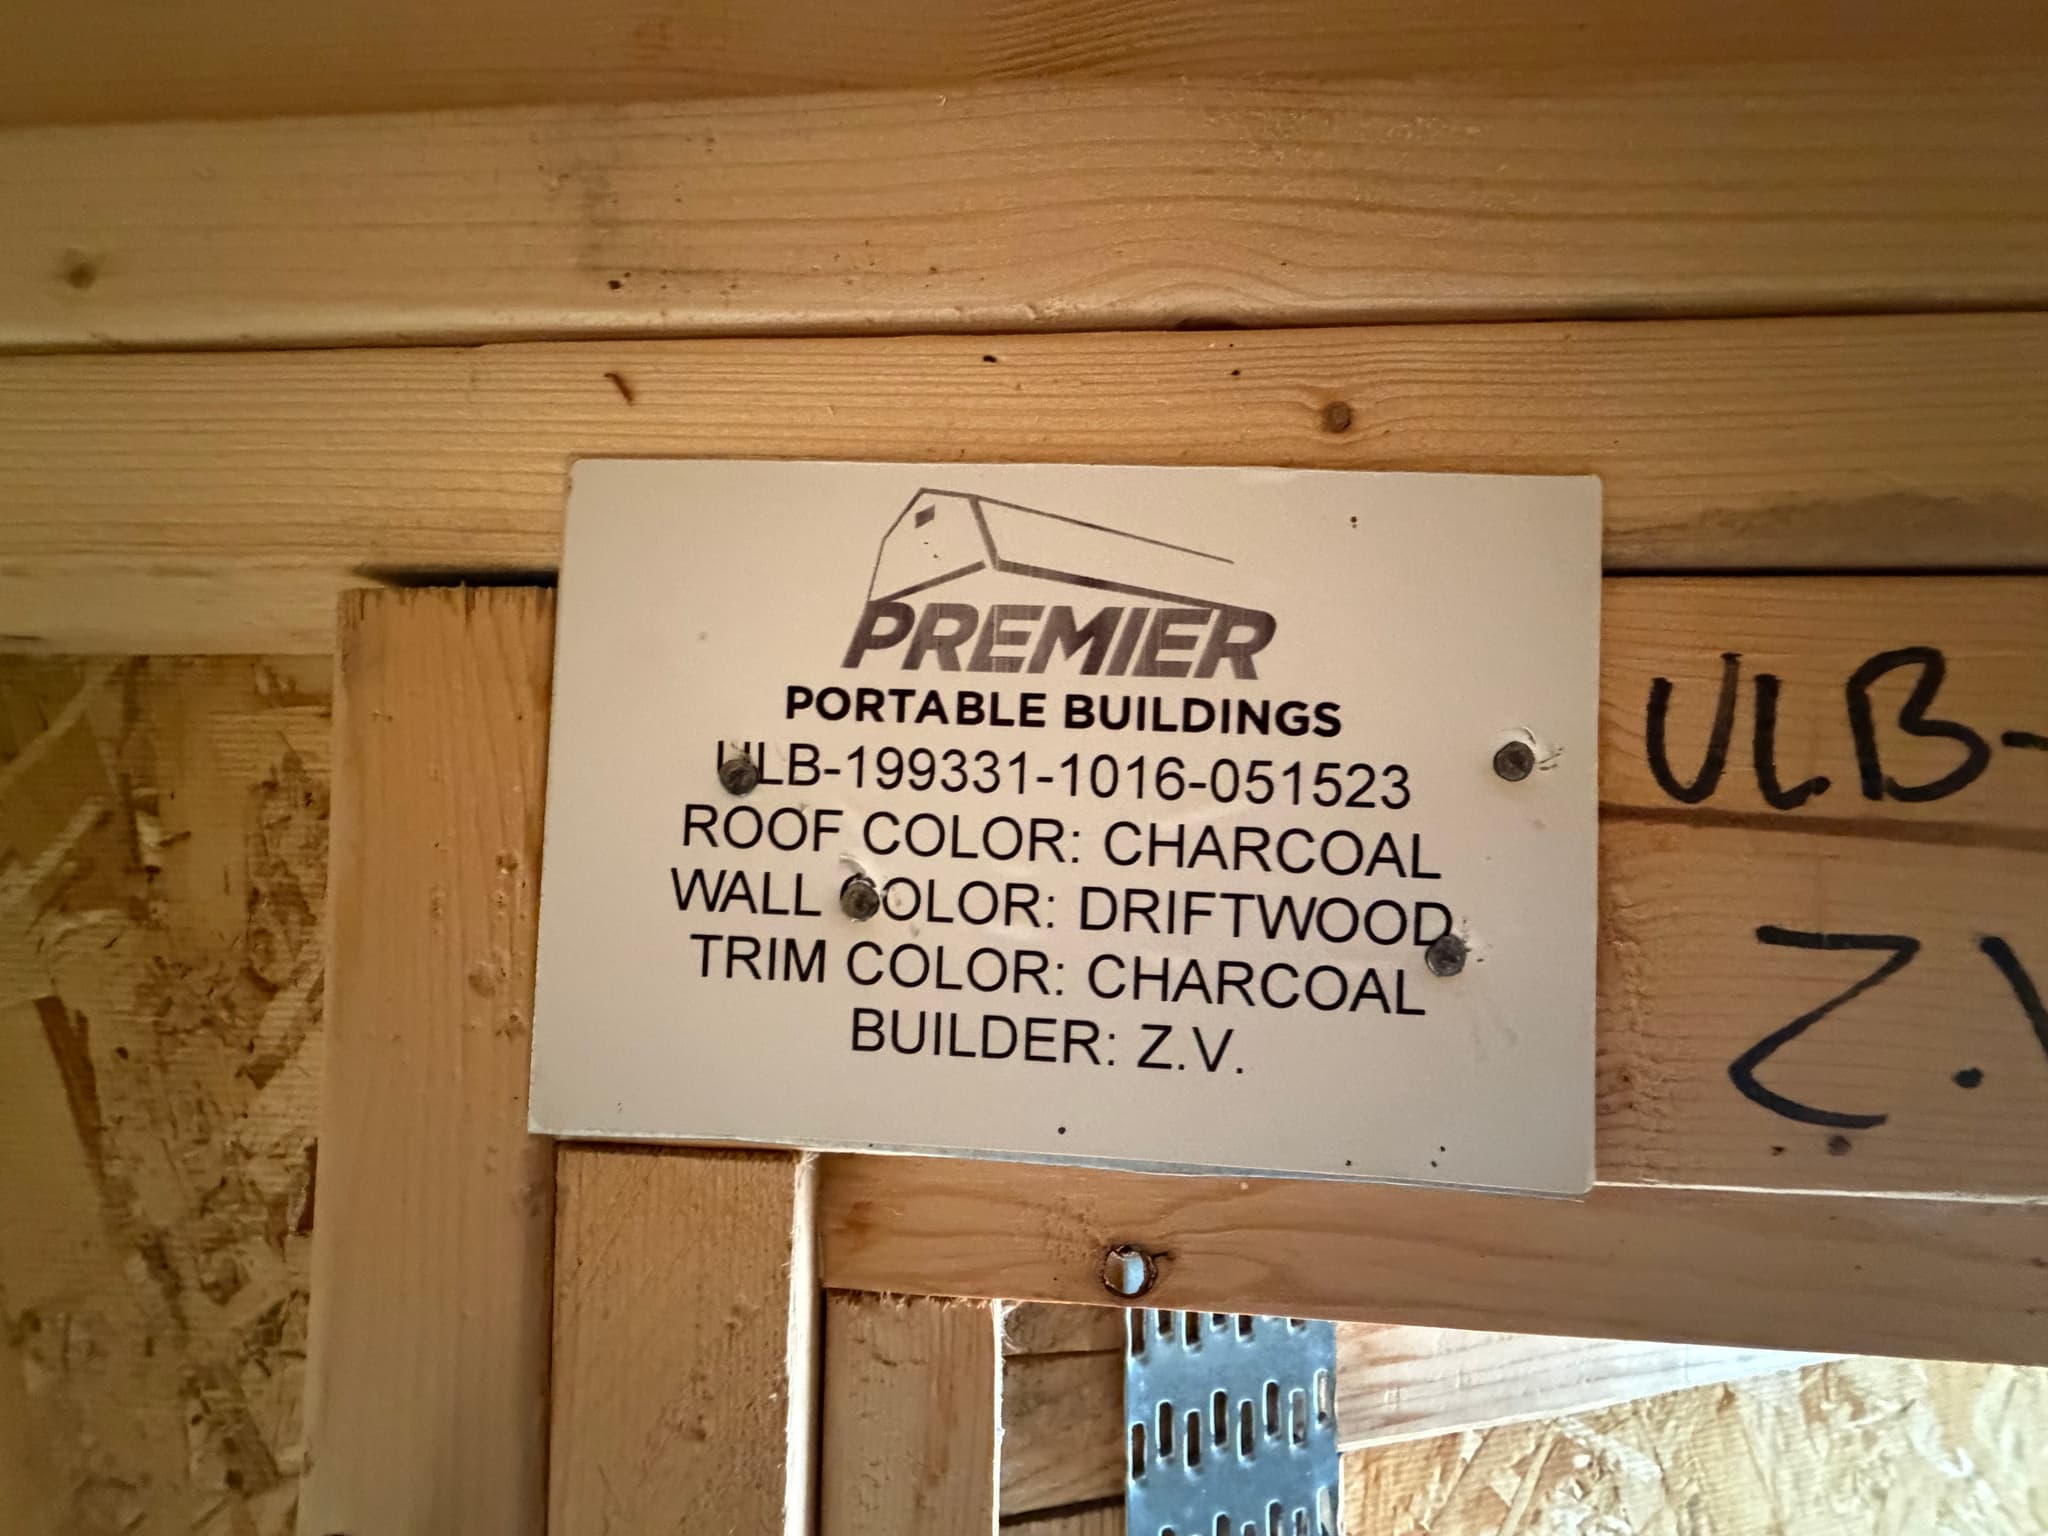 PREMIER
PORTABLE BUILDINGS
ULB-199331-1016-051523
ROOF COLOR: CHARCOAL
WALL COLOR: DRIFTWOOD
TRIM COLOR: CHARCOAL
BUILDER: Z.V.
ULB-
Z.V